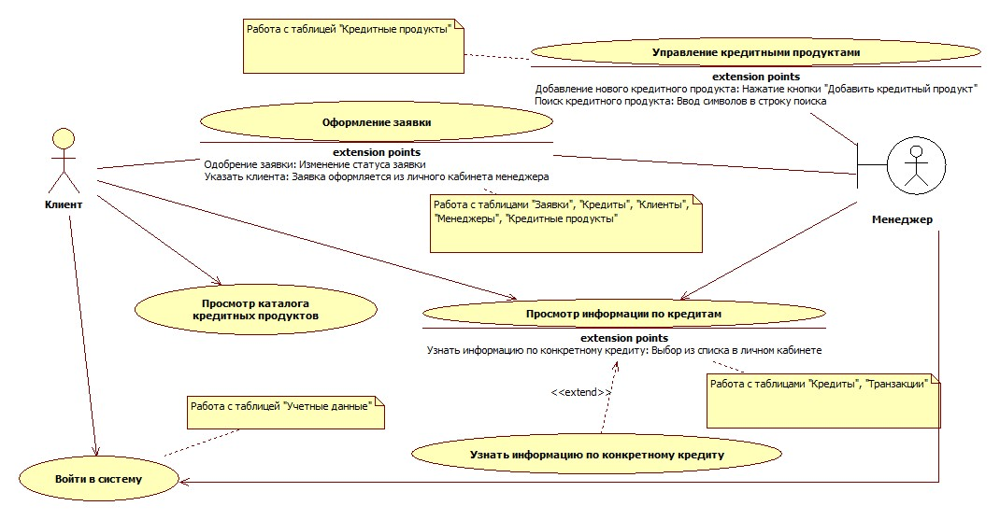 Работа с таблицей "Кредитные продукты"
Управление кредитными продуктами
extension points
Добавление нового кредитного продукта: Нажатие кнопки "Добавить кредитный продукт"
Поиск кредитного продукта: Ввод символов в строку поиска
Оформление заявки
extension points
Одобрение заявки: Изменение статуса заявки
Указать клиента: Заявка оформляется из личного кабинета менеджера
Клиент
Менеджер
Работа с таблицами "Заявки", "Кредиты", "Клиенты",
"Менеджеры", "Кредитные продукты"
Просмотр каталога
кредитных продуктов
Просмотр информации по кредитам
extension points
Узнать информацию по конкретному кредиту: Выбор из списка в личном кабинете
<<extend>>
Работа с таблицами "Кредиты", "Транзакции"
Работа с таблицей "Учетные данные"
Узнать информацию по конкретному кредиту
Войти в систему